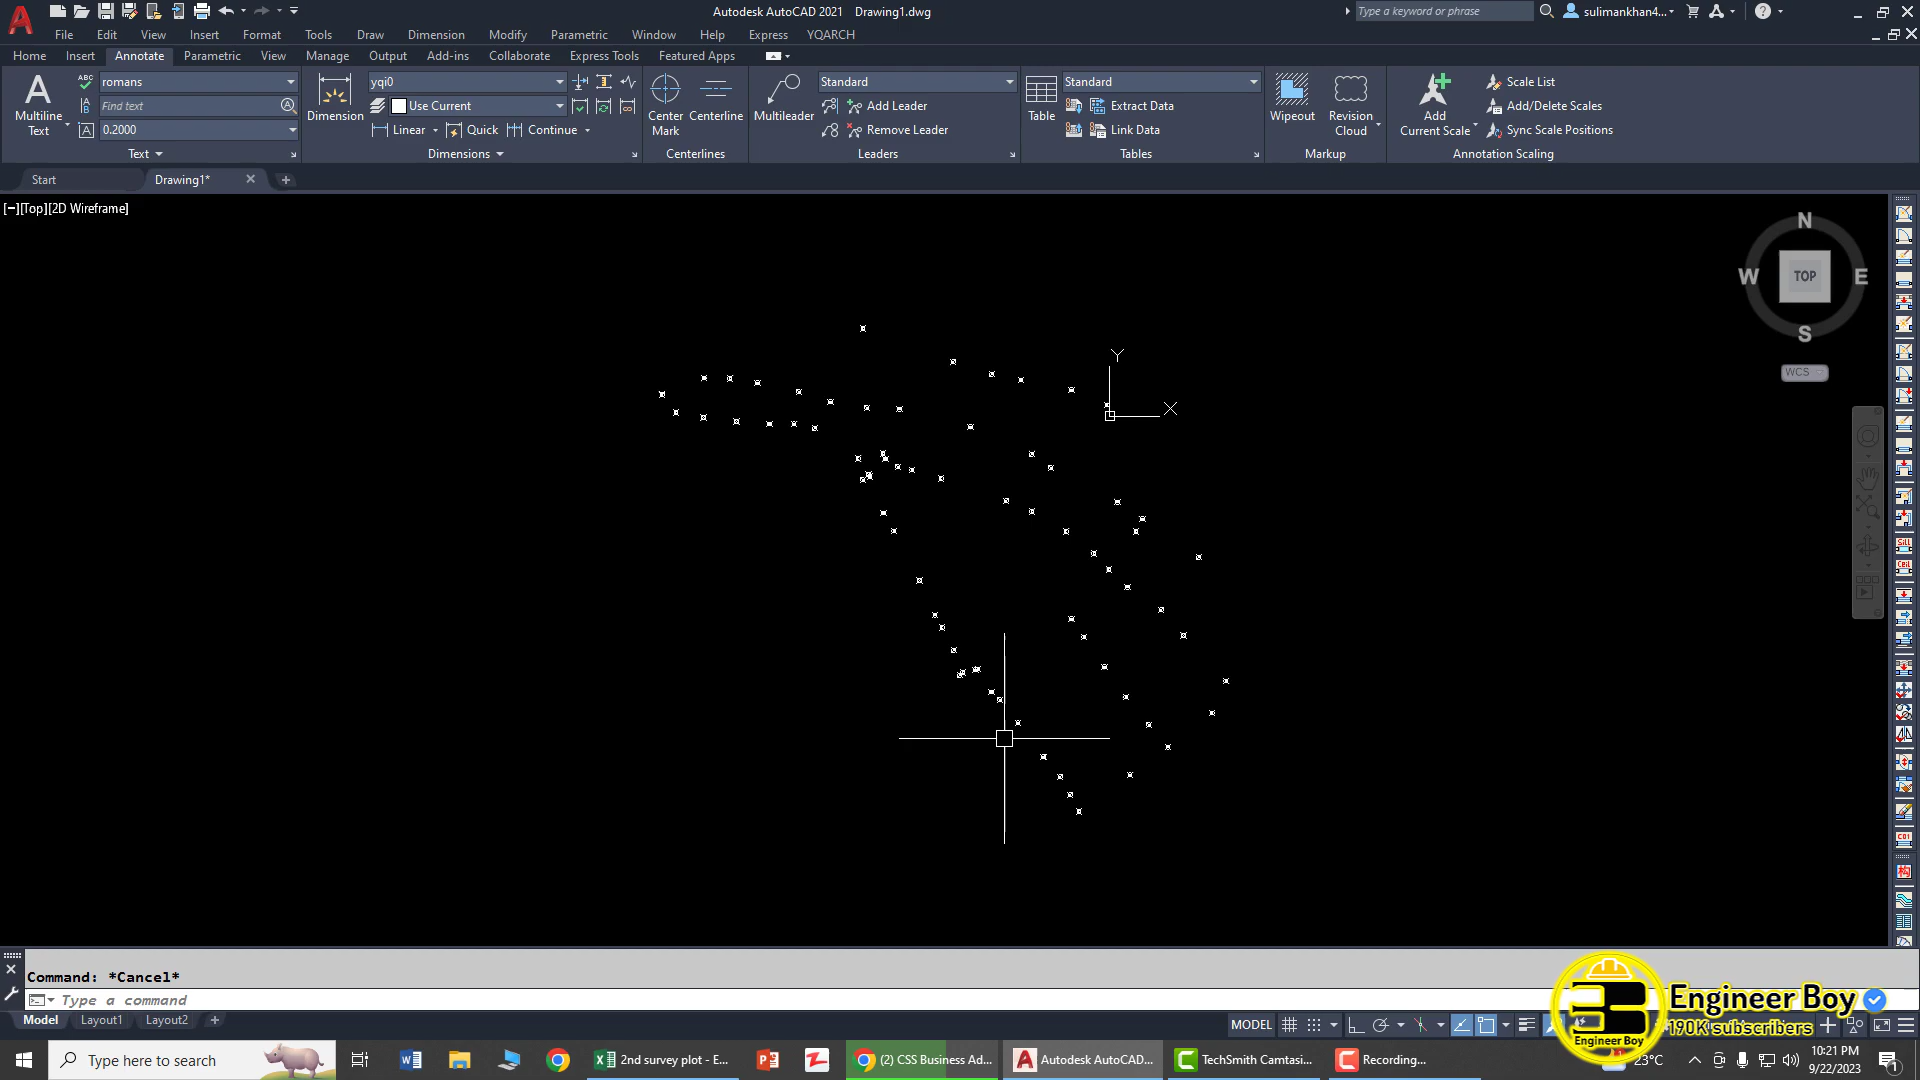 Autodesk AutoCAD 2021 Drawing1.dwg
Type a keyword or phrase
sulimankhan4...
File Edit View Insert Format Tools Draw Dimension Modify Parametric Window Help Express YQARCH
Home Insert Annotate Parametric View Manage Output Add-ins Collaborate Express Tools Featured Apps
Multiline Text
ABC
romans
Find text
0.2000
Text
Dimension
yqi0
Use Current
Linear Quick Continue
Dimensions
Center Mark
Centerline
Centerlines
Multileader
Standard
Add Leader
Remove Leader
Leaders
Table
Standard
Extract Data
Link Data
Tables
Wipeout
Revision Cloud
Markup
Add Current Scale
Scale List
Add/Delete Scales
Sync Scale Positions
Annotation Scaling
Start
Drawing1*
[−][Top][2D Wireframe]
N
W TOP E
S
WCS
Y
X
Sill
Ceil
C01
构
Command: *Cancel*
Type a command
Model Layout1 Layout2
MODEL
Engineer Boy
190K subscribers
Engineer Boy
Type here to search
2nd survey plot - E...
(2) CSS Business Ad...
Autodesk AutoCAD...
TechSmith Camtasi...
Recording...
23°C
10:21 PM
9/22/2023
1